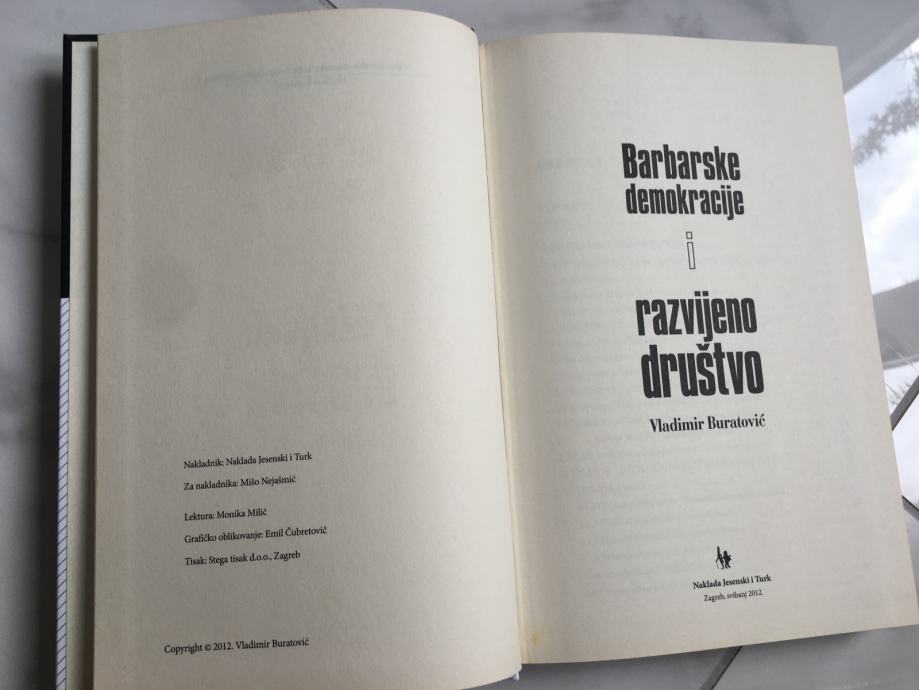 Nakladnik: Naklada Jesenski i Turk
Za nakladnika: Mišo Nejašmić
Lektura: Monika Milić
Grafičko oblikovanje: Emil Čubretovič
Tisak: Stega tisak d.o.o., Zagreb
Copyright © 2012. Vladimir Buratović
Barbarske
demokracije
i
razvijeno
društvo
Vladimir Buratović
Naklada Jesenski i Turk
Zagreb, svibanj 2012.